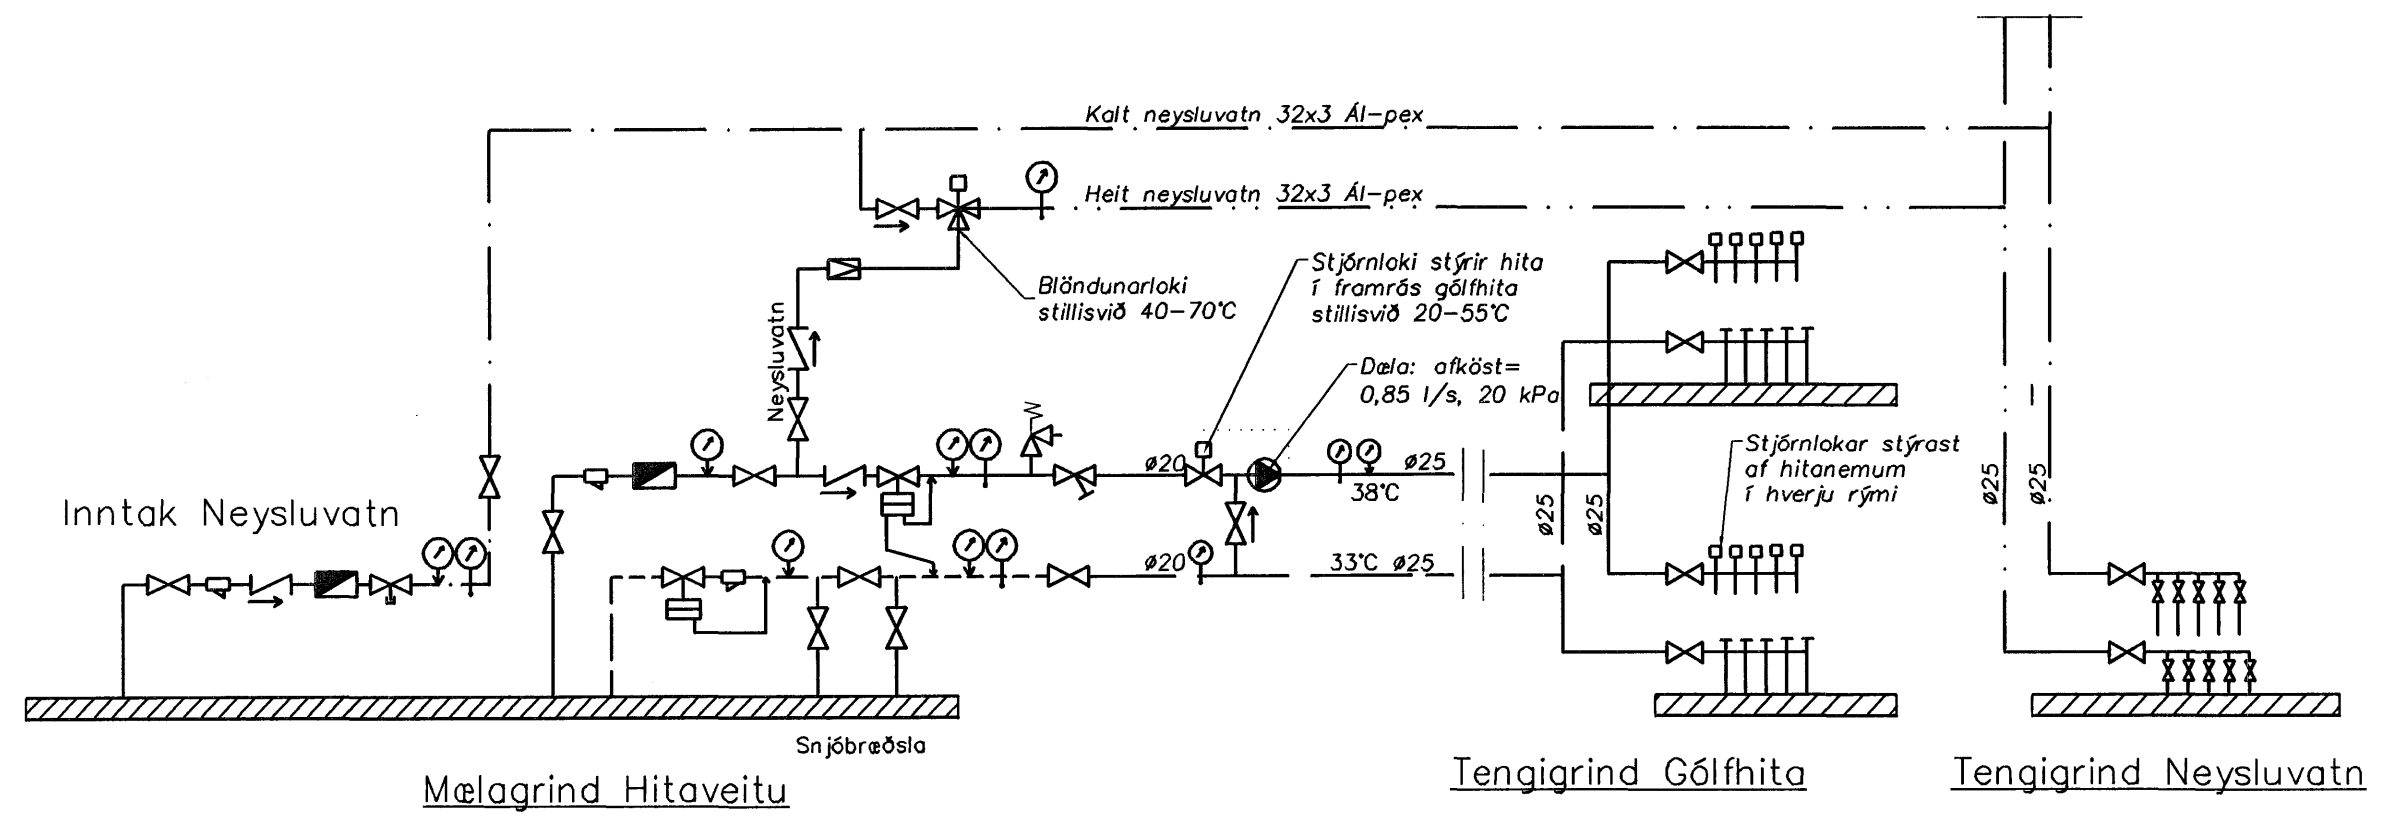 Kalt neysluvatn 32x3 Ál-pex
Heit neysluvatn 32x3 Ál-pex
Blöndunarloki
stillisvið 40-70°C
Stjórnloki stýrir hita
í framrás gólfhita
stillisvið 20-55°C
Dæla: afköst=
0,85 l/s, 20 kPa
Neysluvatn
Stjórnlokar stýrast
af hitanemum
í hverju rými
ø20
ø25
38°C
ø25
ø25
ø25
ø25
Inntak Neysluvatn
ø20
33°C ø25
Snjóbræðsla
Mælagrind Hitaveitu
Tengigrind Gólfhita
Tengigrind Neysluvatn